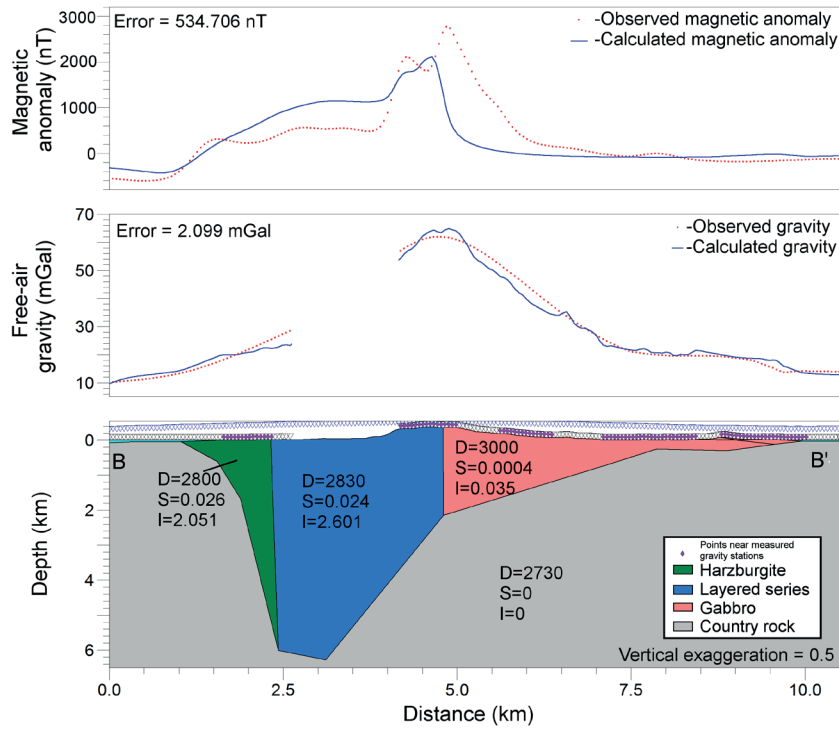 Magnetic
anomaly (nT)
3000
2000
1000
0
Error = 534.706 nT
-Observed magnetic anomaly
-Calculated magnetic anomaly
Free-air
gravity (mGal)
70
50
30
10
Error = 2.099 mGal
-Observed gravity
-Calculated gravity
Depth (km)
0
2
4
6
B
B'
D=2800
S=0.026
I=2.051
D=2830
S=0.024
I=2.601
D=3000
S=0.0004
I=0.035
D=2730
S=0
I=0
Points near measured
gravity stations
Harzburgite
Layered series
Gabbro
Country rock
Vertical exaggeration = 0.5
0.0 2.5 5.0 7.5 10.0
Distance (km)